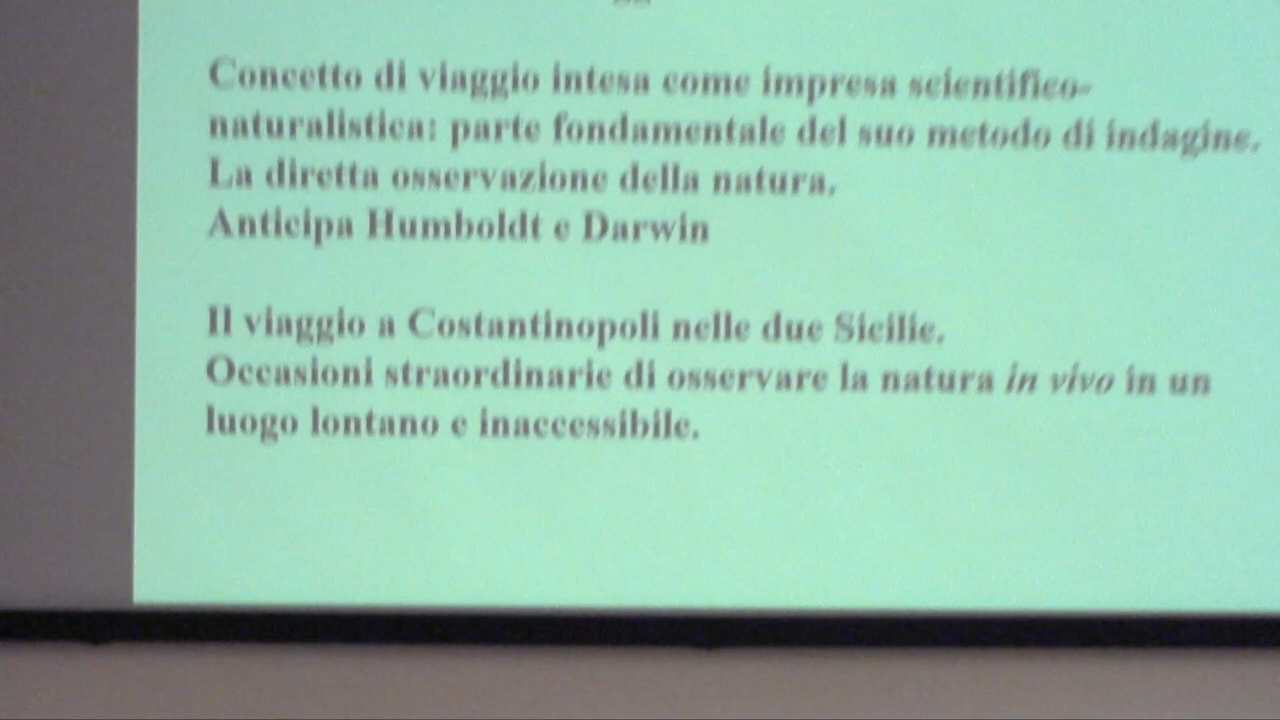 Concetto di viaggio intesa come impresa scientifico-
naturalistica: parte fondamentale del suo metodo di indagine.
La diretta osservazione della natura.
Anticipa Humboldt e Darwin
Il viaggio a Costantinopoli nelle due Sicilie.
Occasioni straordinarie di osservare la natura in vivo in un
luogo lontano e inaccessibile.